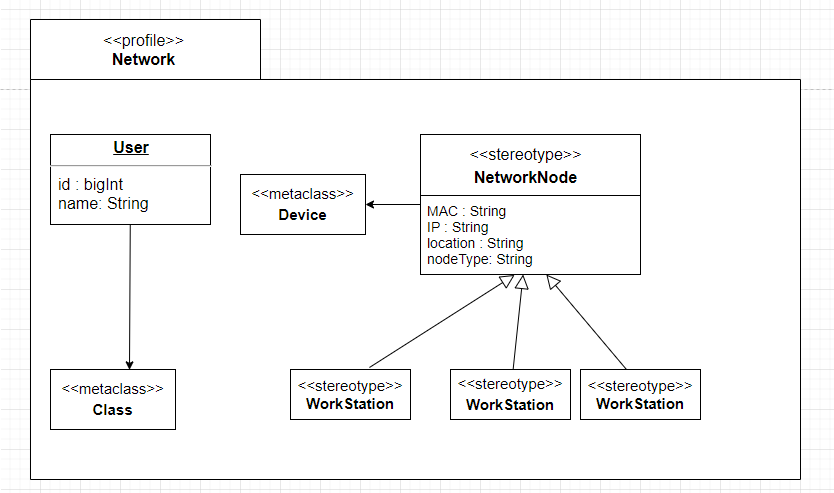 <<profile>>
Network
User
id : bigInt
name: String
<<metaclass>>
Device
<<stereotype>>
NetworkNode
MAC : String
IP : String
location : String
nodeType: String
<<metaclass>>
Class
<<stereotype>>
WorkStation
<<stereotype>>
WorkStation
<<stereotype>>
WorkStation